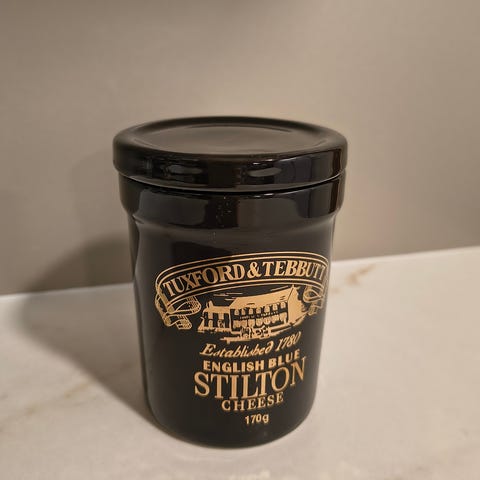 TUXFORD & TEBBUTT
Established 1780
ENGLISH BLUE
STILTON
CHEESE
170g